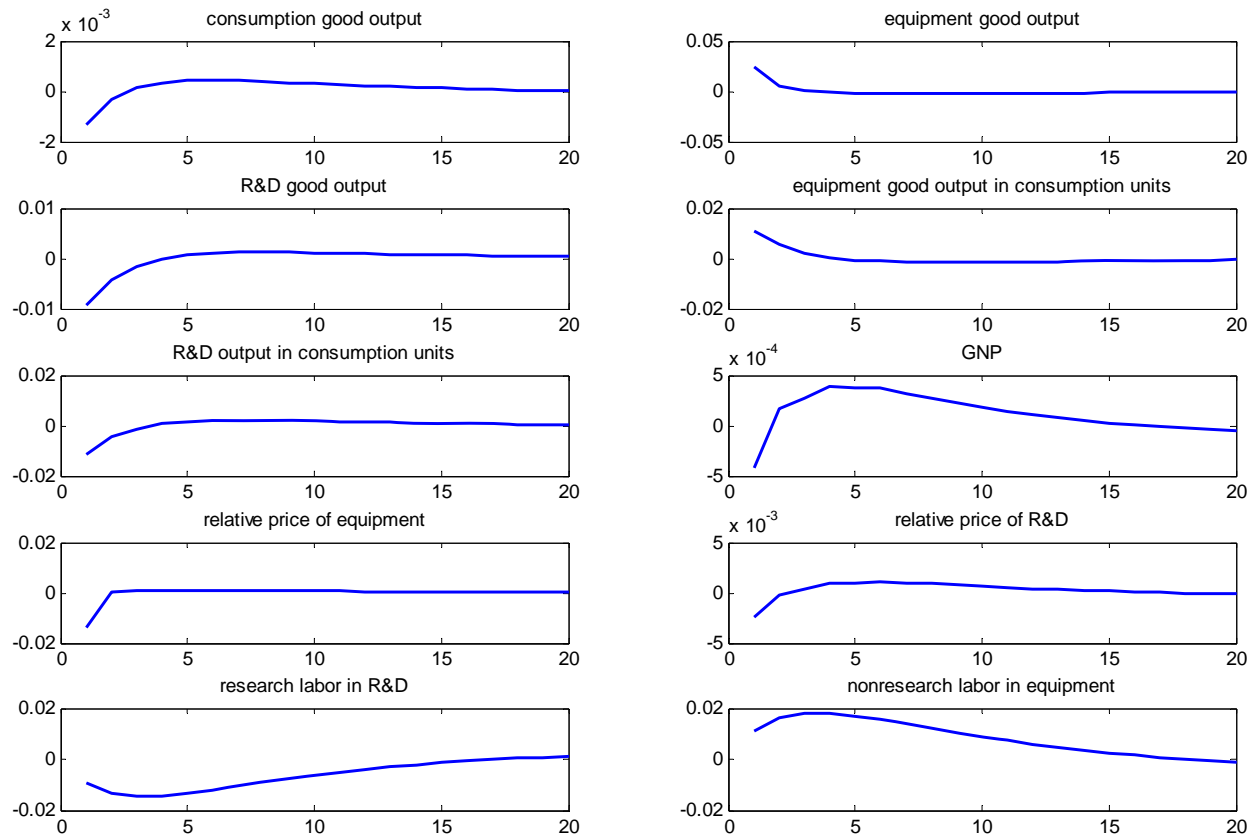 x 10-3
consumption good output
2
0
-2
0 5 10 15 20
equipment good output
0.05
0
-0.05
0 5 10 15 20
R&D good output
0.01
0
-0.01
0 5 10 15 20
equipment good output in consumption units
0.02
0
-0.02
0 5 10 15 20
R&D output in consumption units
0.02
0
-0.02
0 5 10 15 20
x 10-4
GNP
5
0
-5
0 5 10 15 20
relative price of equipment
0.02
0
-0.02
0 5 10 15 20
x 10-3
relative price of R&D
5
0
-5
0 5 10 15 20
research labor in R&D
0.02
0
-0.02
0 5 10 15 20
nonresearch labor in equipment
0.02
0
-0.02
0 5 10 15 20